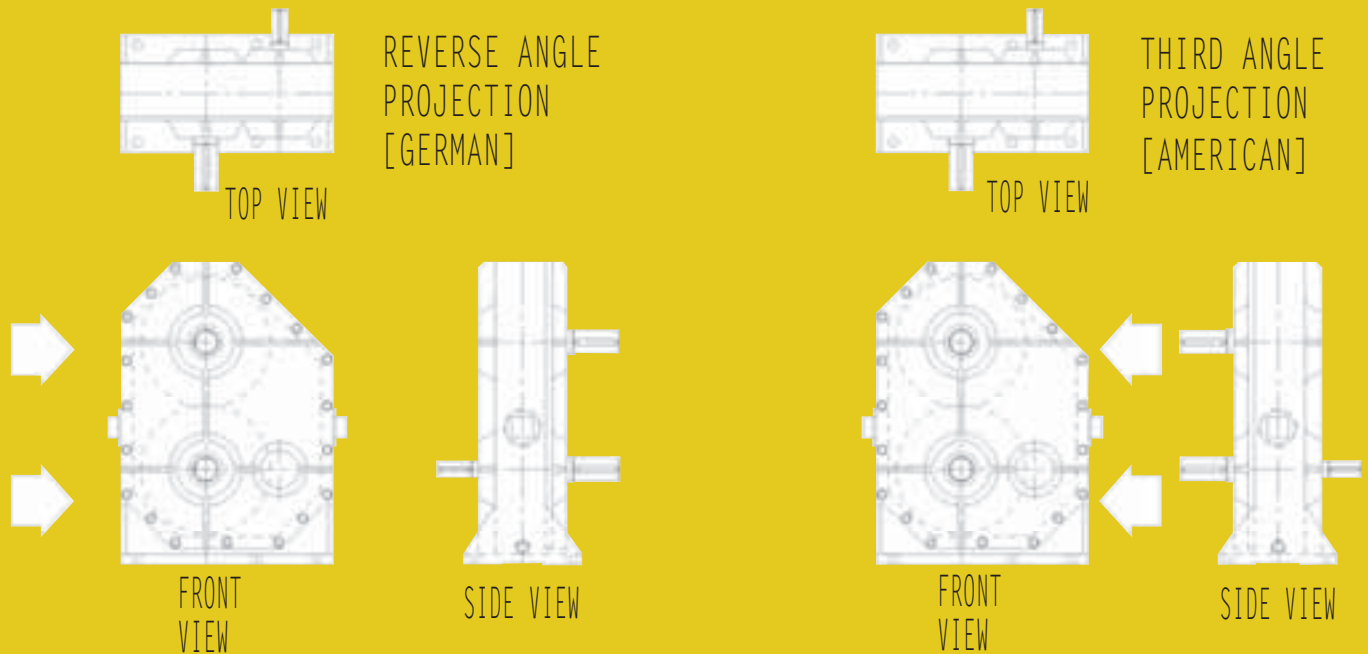 REVERSE ANGLE
PROJECTION
[GERMAN]
TOP VIEW
FRONT
VIEW
SIDE VIEW
THIRD ANGLE
PROJECTION
[AMERICAN]
TOP VIEW
FRONT
VIEW
SIDE VIEW